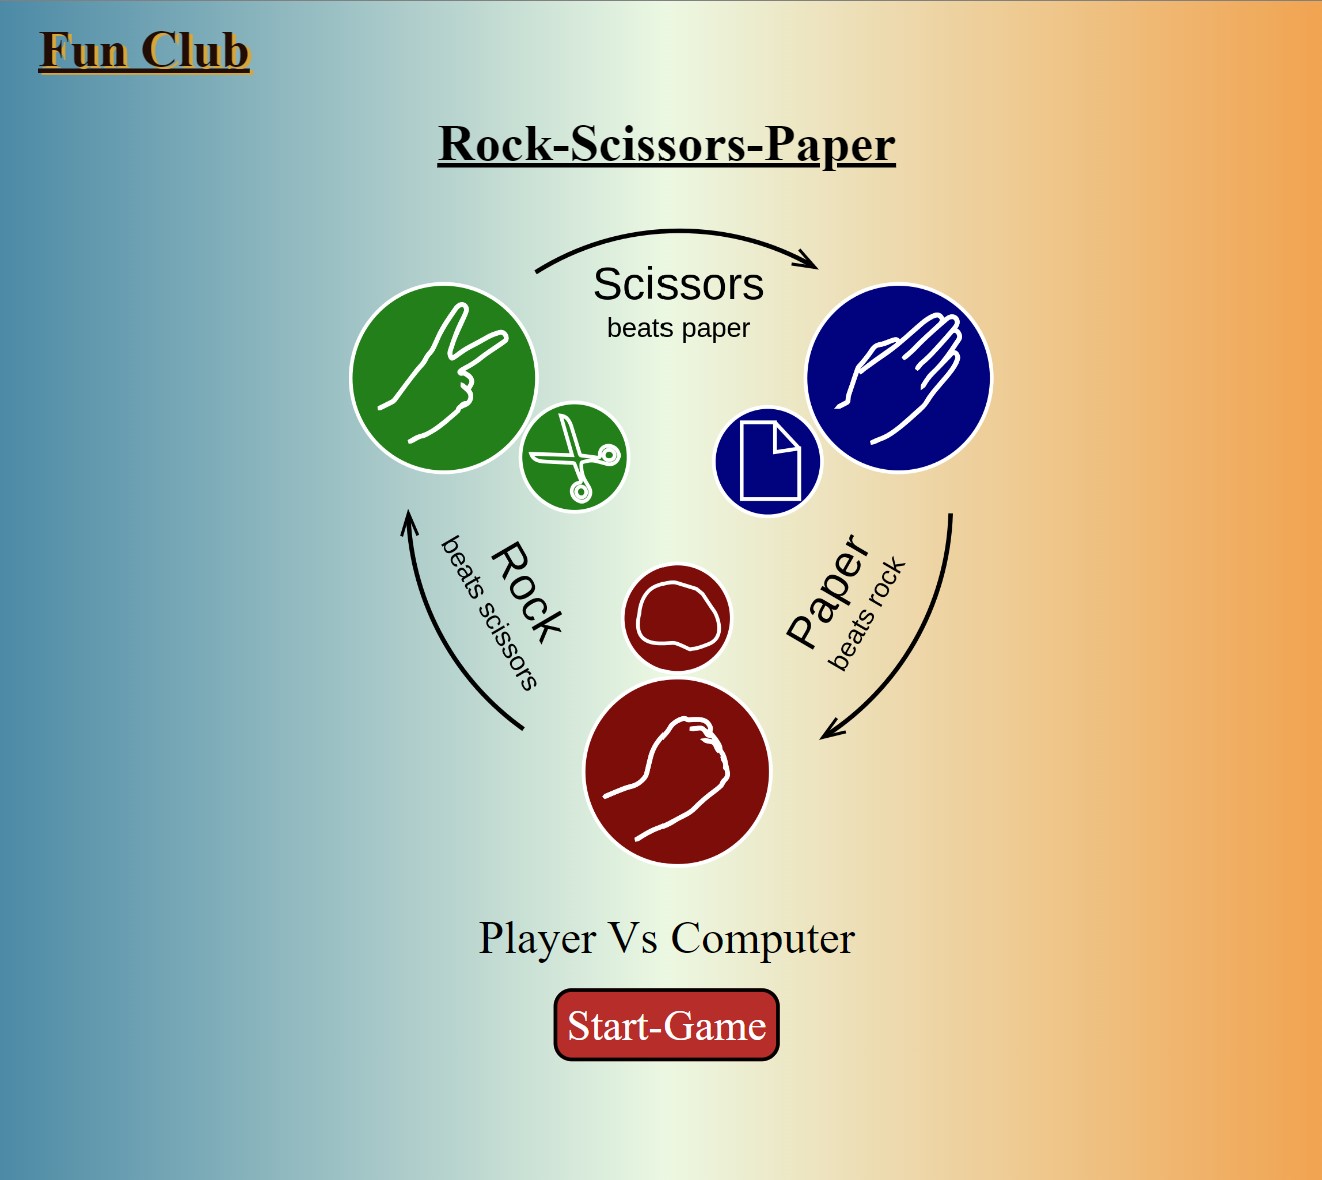 Fun Club
Rock-Scissors-Paper
Scissors
beats paper
Rock
beats scissors
Paper
beats rock
Player Vs Computer
Start-Game